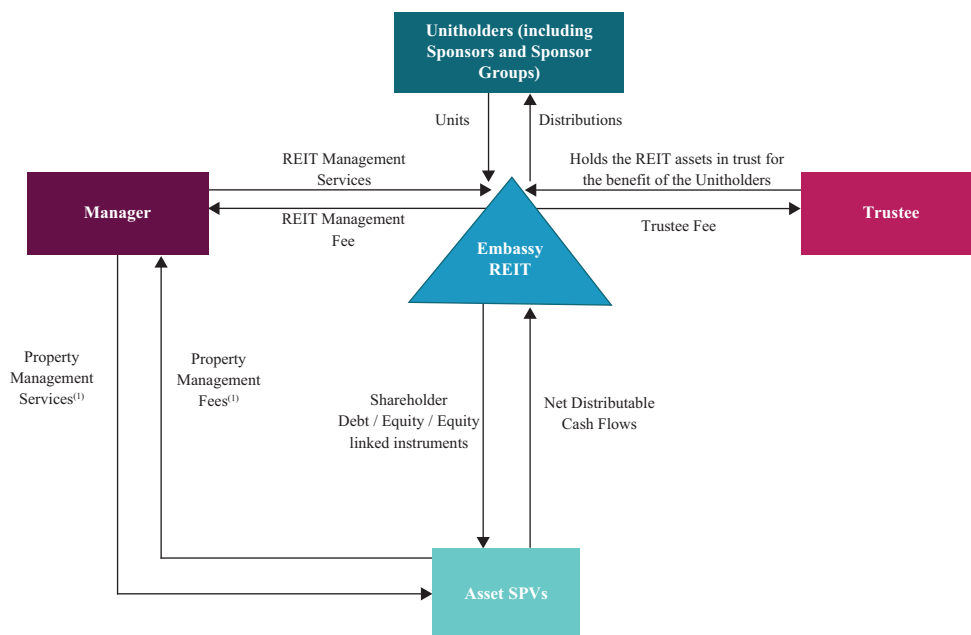 Unitholders (including
Sponsors and Sponsor
Groups)
Units
Distributions
REIT Management
Services
Holds the REIT assets in trust for
the benefit of the Unitholders
Manager
REIT Management
Fee
Trustee Fee
Trustee
Embassy
REIT
Property
Management
Services(1)
Property
Management
Fees(1)
Shareholder
Debt / Equity / Equity
linked instruments
Net Distributable
Cash Flows
Asset SPVs